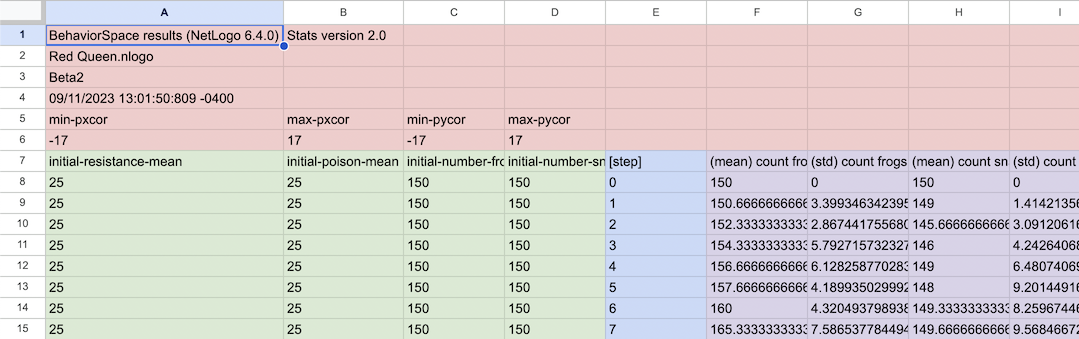 A B C D E F G H I
1 BehaviorSpace results (NetLogo 6.4.0) Stats version 2.0
2 Red Queen.nlogo
3 Beta2
4 09/11/2023 13:01:50:809 -0400
5 min-pxcor max-pxcor min-pycor max-pycor
6 -17 17 -17 17
7 initial-resistance-mean initial-poison-mean initial-number-fro initial-number-sn [step] (mean) count fro (std) count frogs (mean) count sn (std) count
8 25 25 150 150 0 150 0 150 0
9 25 25 150 150 1 150.6666666666 3.399346342395 149 1.41421356
10 25 25 150 150 2 152.3333333333 2.867441755680 145.6666666666 3.09120616
11 25 25 150 150 3 154.3333333333 5.792715732327 146 4.24264068
12 25 25 150 150 4 156.6666666666 6.128258770283 149 6.48074069
13 25 25 150 150 5 157.6666666666 4.189935029992 148 9.20144916
14 25 25 150 150 6 160 4.320493798938 149.3333333333 8.25967446
15 25 25 150 150 7 165.3333333333 7.586537784494 149.6666666666 9.56846672